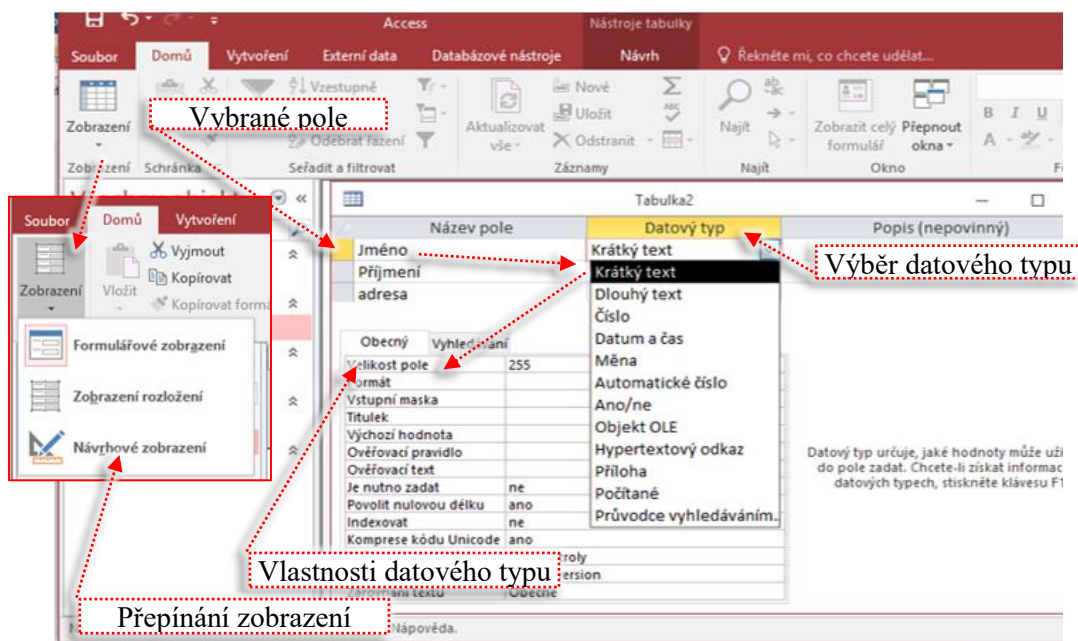 Access
Nástroje tabulky
Soubor Domů Vytvoření Externí data Databázové nástroje Návrh Řekněte mi, co chcete udělat...
Zobrazení
Vzestupně
Odebrat řazení
Aktualizovat vše
Nové
Uložit
Odstranit
Najít
Zobrazit celý formulář
Přepnout okna
B I U
A
Zobrazení Schránka Seřadit a filtrovat Záznamy Najít Okno
Vybrané pole
Soubor Domů Vytvoření
Zobrazení
Vložit
Vyjmout
Kopírovat
Kopírovat formá
Formulářové zobrazení
Zobrazení rozložení
Návrhové zobrazení
Tabulka2
Název pole Datový typ Popis (nepovinný)
Jméno Krátký text
Příjmení
adresa
Krátký text
Dlouhý text
Číslo
Datum a čas
Měna
Automatické číslo
Ano/ne
Objekt OLE
Hypertextový odkaz
Příloha
Počítané
Průvodce vyhledáváním...
Výběr datového typu
Obecný Vyhledávání
Velikost pole 255
Formát
Vstupní maska
Titulek
Výchozí hodnota
Ověřovací pravidlo
Ověřovací text
Je nutno zadat ne
Povolit nulovou délku ano
Indexovat ne
Komprese kódu Unicode ano
roly
ersion
Zarovnání textu Obecné
Datový typ určuje, jaké hodnoty může uži
do pole zadat. Chcete-li získat informac
datových typech, stiskněte klávesu F1
Vlastnosti datového typu
Přepínání zobrazení
Nápověda.